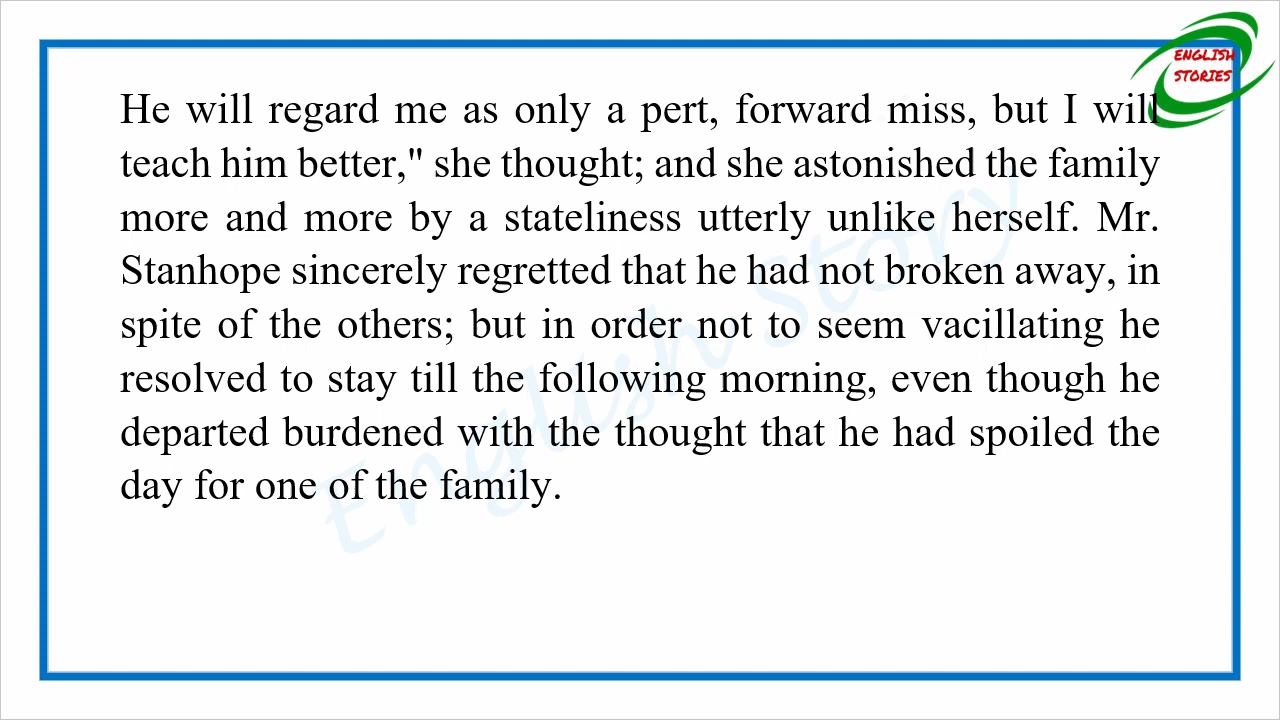 ENGLISH
STORIES
He will regard me as only a pert, forward miss, but I will
teach him better," she thought; and she astonished the family
more and more by a stateliness utterly unlike herself. Mr.
Stanhope sincerely regretted that he had not broken away, in
spite of the others; but in order not to seem vacillating he
resolved to stay till the following morning, even though he
departed burdened with the thought that he had spoiled the
day for one of the family.
English Story